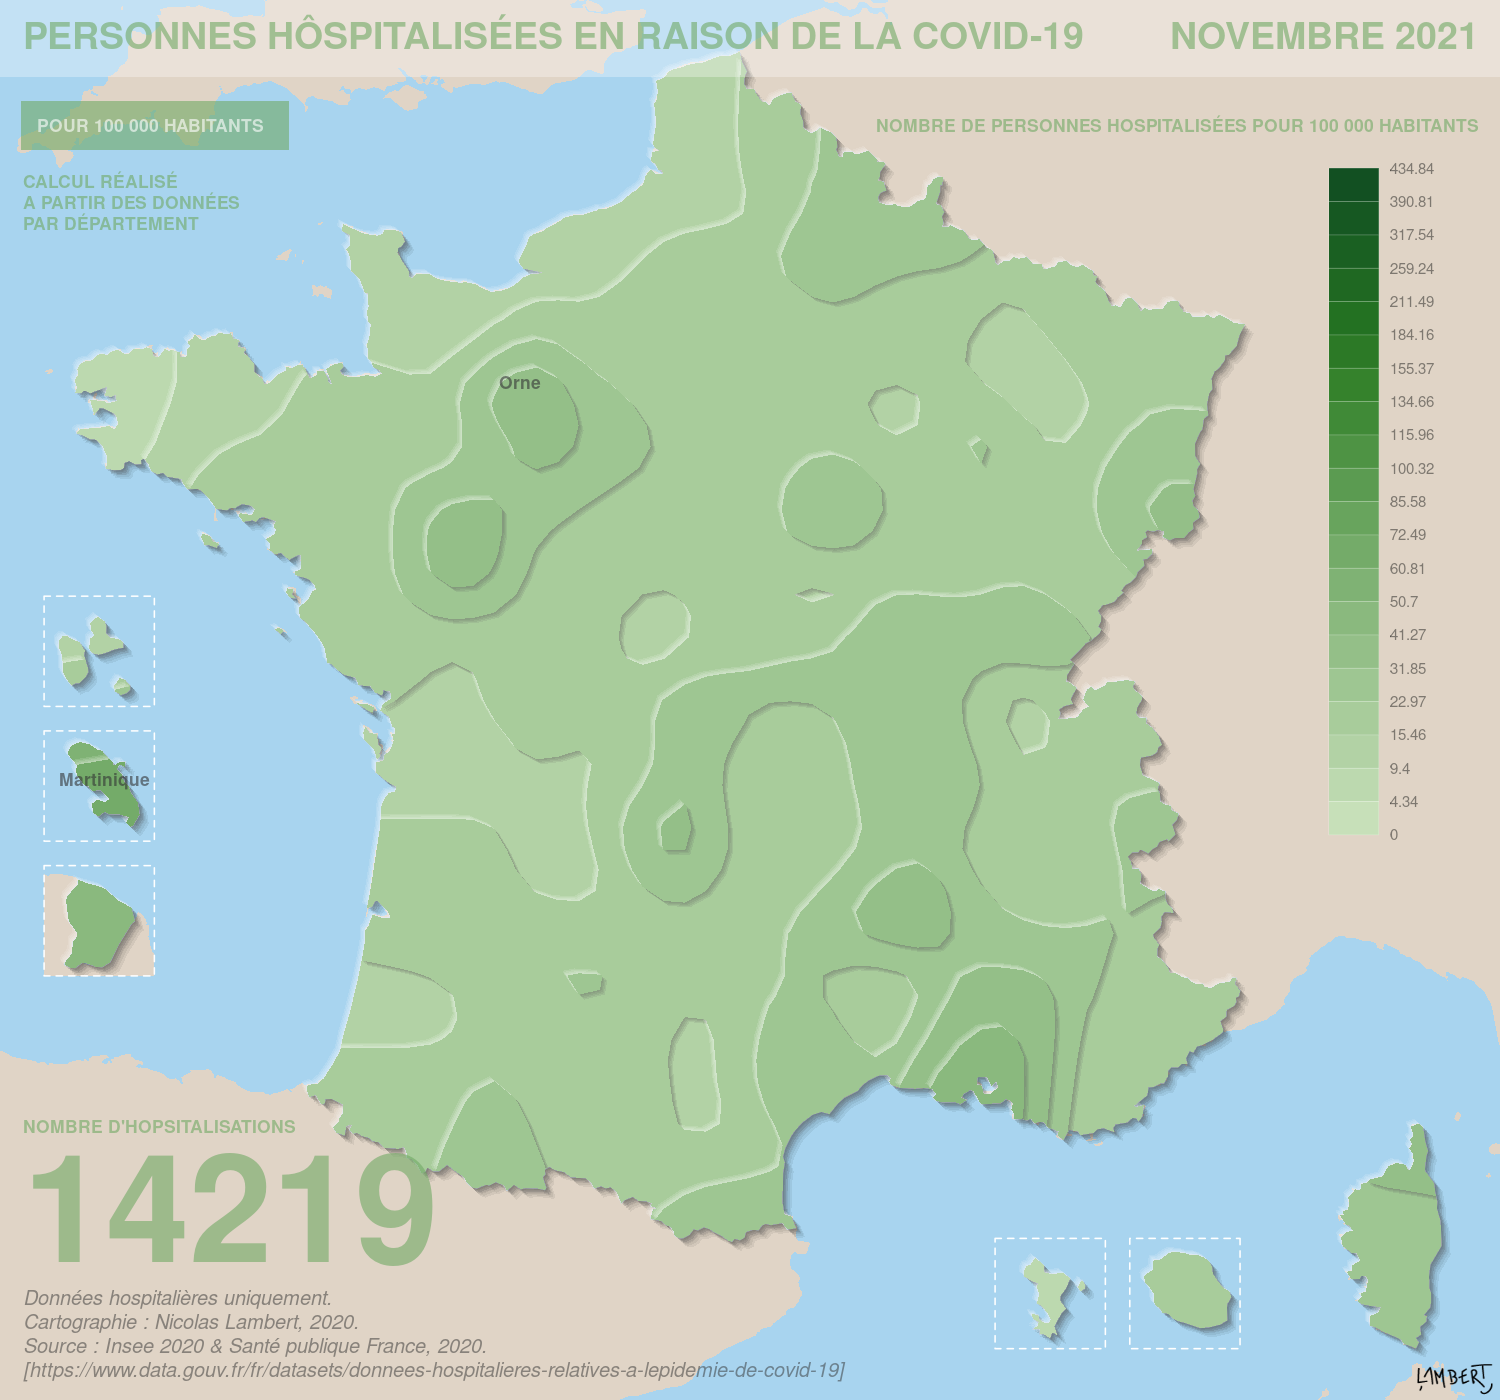 PERSONNES HÔSPITALISÉES EN RAISON DE LA COVID-19
NOVEMBRE 2021
POUR 100 000 HABITANTS
CALCUL RÉALISÉ
A PARTIR DES DONNÉES
PAR DÉPARTEMENT
NOMBRE DE PERSONNES HOSPITALISÉES POUR 100 000 HABITANTS
434.84
390.81
317.54
259.24
211.49
184.16
155.37
134.66
115.96
100.32
85.58
72.49
60.81
50.7
41.27
31.85
22.97
15.46
9.4
4.34
0
Orne
Martinique
NOMBRE D'HOPSITALISATIONS
14219
Données hospitalières uniquement.
Cartographie : Nicolas Lambert, 2020.
Source : Insee 2020 & Santé publique France, 2020.
[https://www.data.gouv.fr/fr/datasets/donnees-hospitalieres-relatives-a-lepidemie-de-covid-19]
LAMBERT